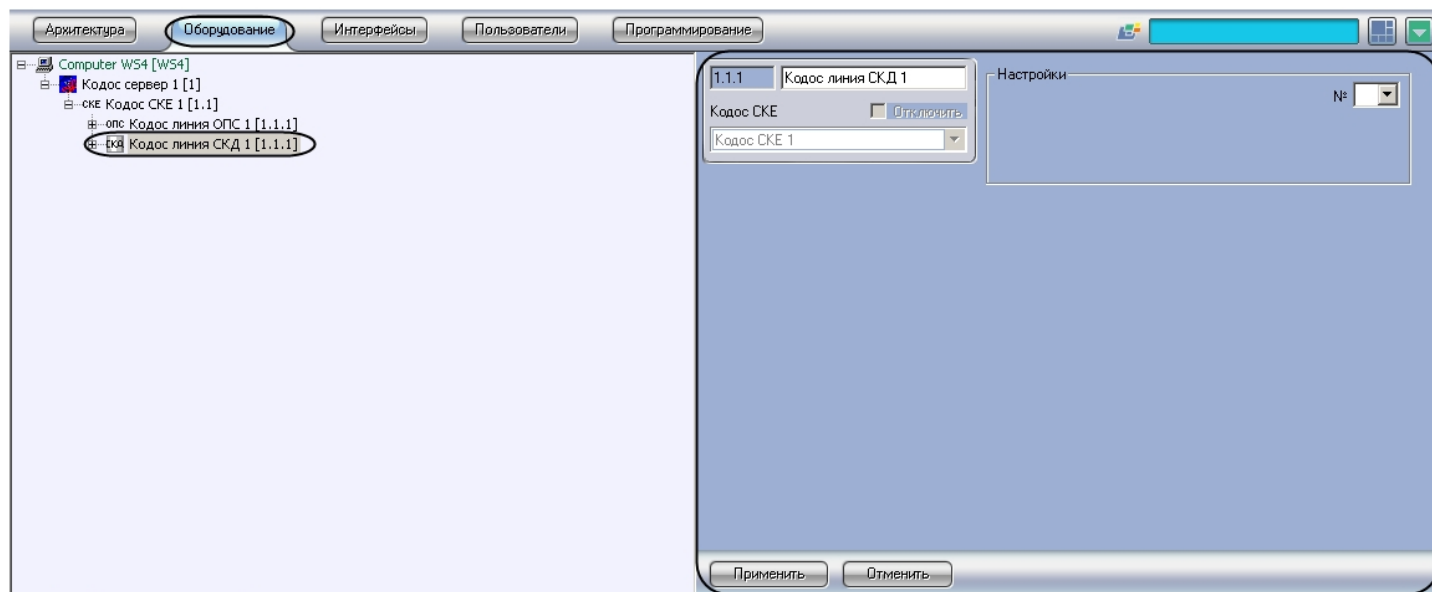 Архитектура Оборудование Интерфейсы Пользователи Программирование
Computer WS4 [WS4]
Кодос сервер 1 [1]
СКЕ Кодос СКЕ 1 [1.1]
ОПС Кодос линия ОПС 1 [1.1.1]
СКД Кодос линия СКД 1 [1.1.1]
1.1.1 Кодос линия СКД 1
Кодос СКЕ Отключить
Кодос СКЕ 1
Настройки
№
Применить Отменить